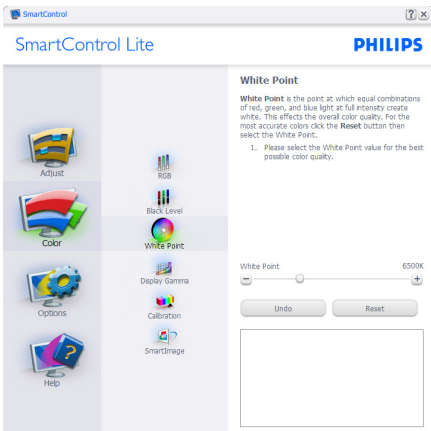 SmartControl
? ×
SmartControl Lite
PHILIPS
Adjust
Color
Options
Help
RGB
Black Level
White Point
Display Gamma
Calibration
SmartImage
White Point
White Point is the point at which equal combinations
of red, green, and blue light at full intensity create
white. This effects the overall color quality. For the
most accurate colors click the Reset button then
select the White Point.
1. Please select the White Point value for the best
possible color quality.
White Point 6500K
Undo Reset